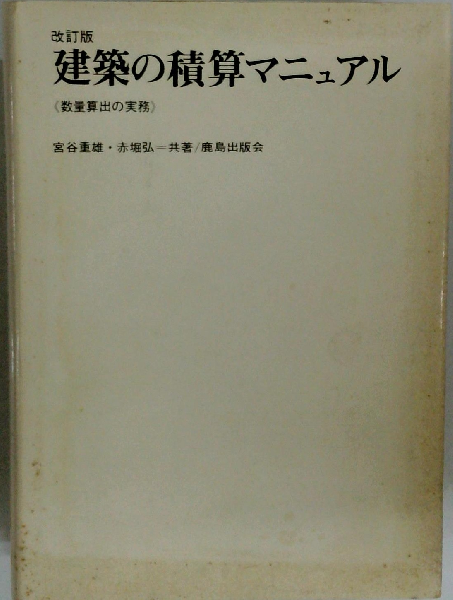 改訂版
建築の積算マニュアル
《数量算出の実務》
宮谷重雄・赤堀弘＝共著/鹿島出版会